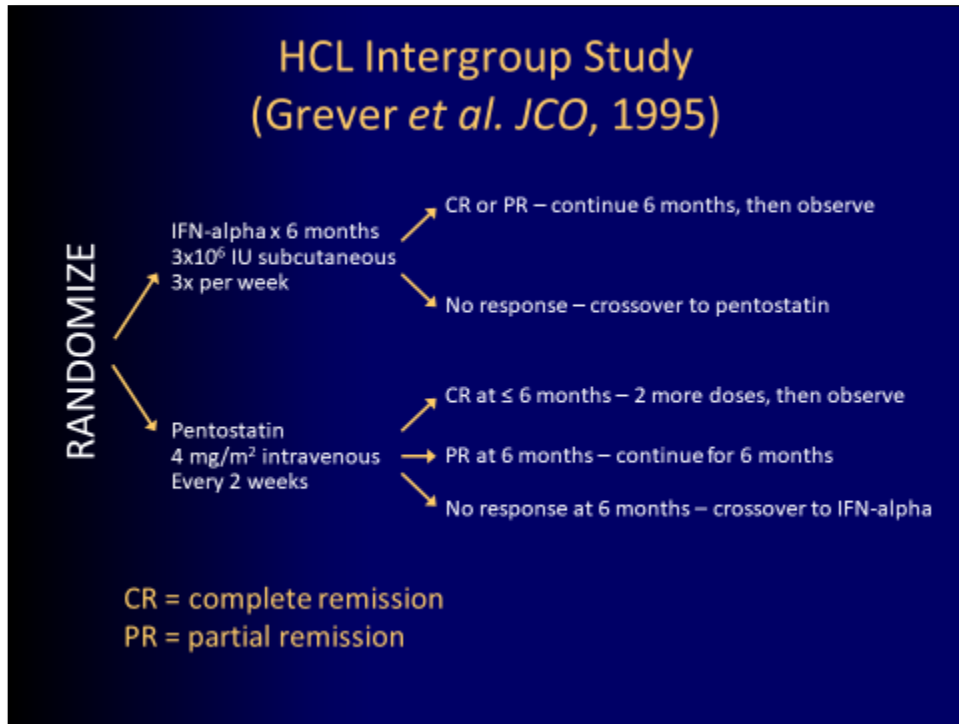 HCL Intergroup Study
(Grever et al. JCO, 1995)
RANDOMIZE
IFN-alpha x 6 months
3x10⁶ IU subcutaneous
3x per week
CR or PR – continue 6 months, then observe
No response – crossover to pentostatin
Pentostatin
4 mg/m² intravenous
Every 2 weeks
CR at ≤ 6 months – 2 more doses, then observe
PR at 6 months – continue for 6 months
No response at 6 months – crossover to IFN-alpha
CR = complete remission
PR = partial remission